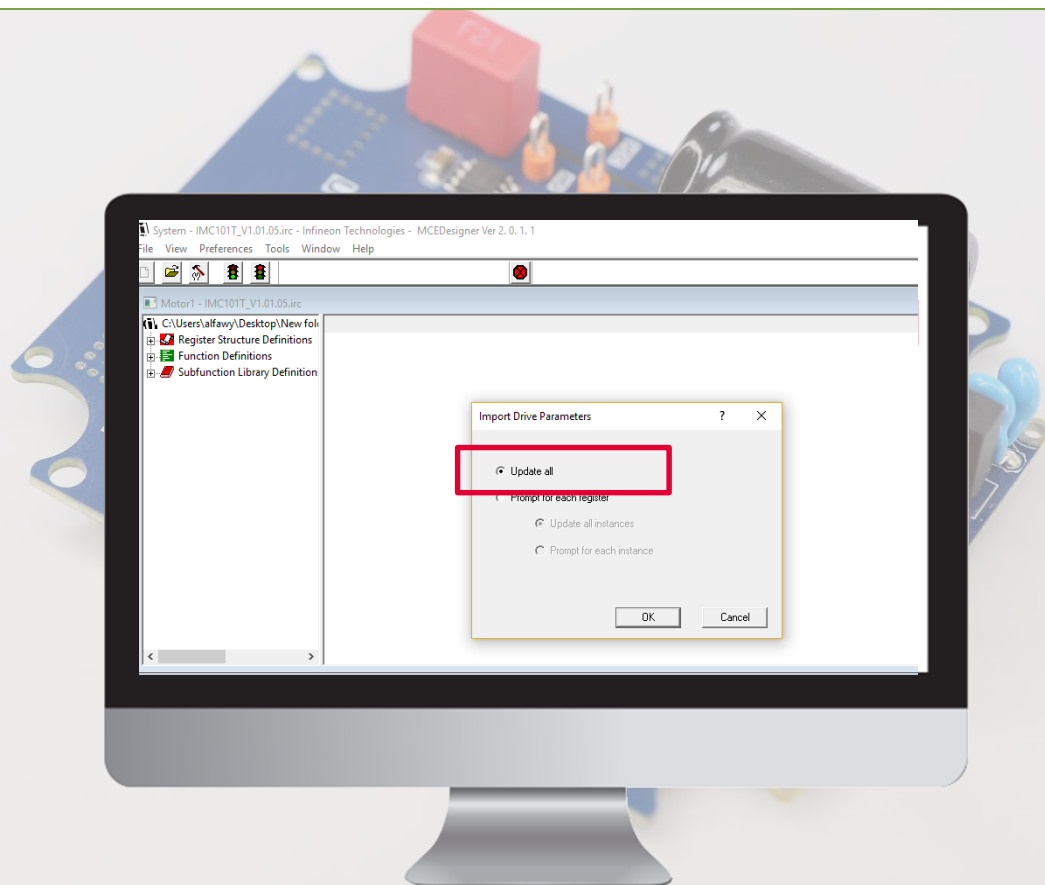 F21
System - IMC101T_V1.01.05.irc - Infineon Technologies - MCEDesigner Ver 2. 0. 1. 1
File View Preferences Tools Window Help
Motor1 - IMC101T_V1.01.05.irc
C:\Users\alfawy\Desktop\New fol
Register Structure Definitions
Function Definitions
Subfunction Library Definition
Import Drive Parameters
Update all
Prompt for each register
Update all instances
Prompt for each instance
OK Cancel